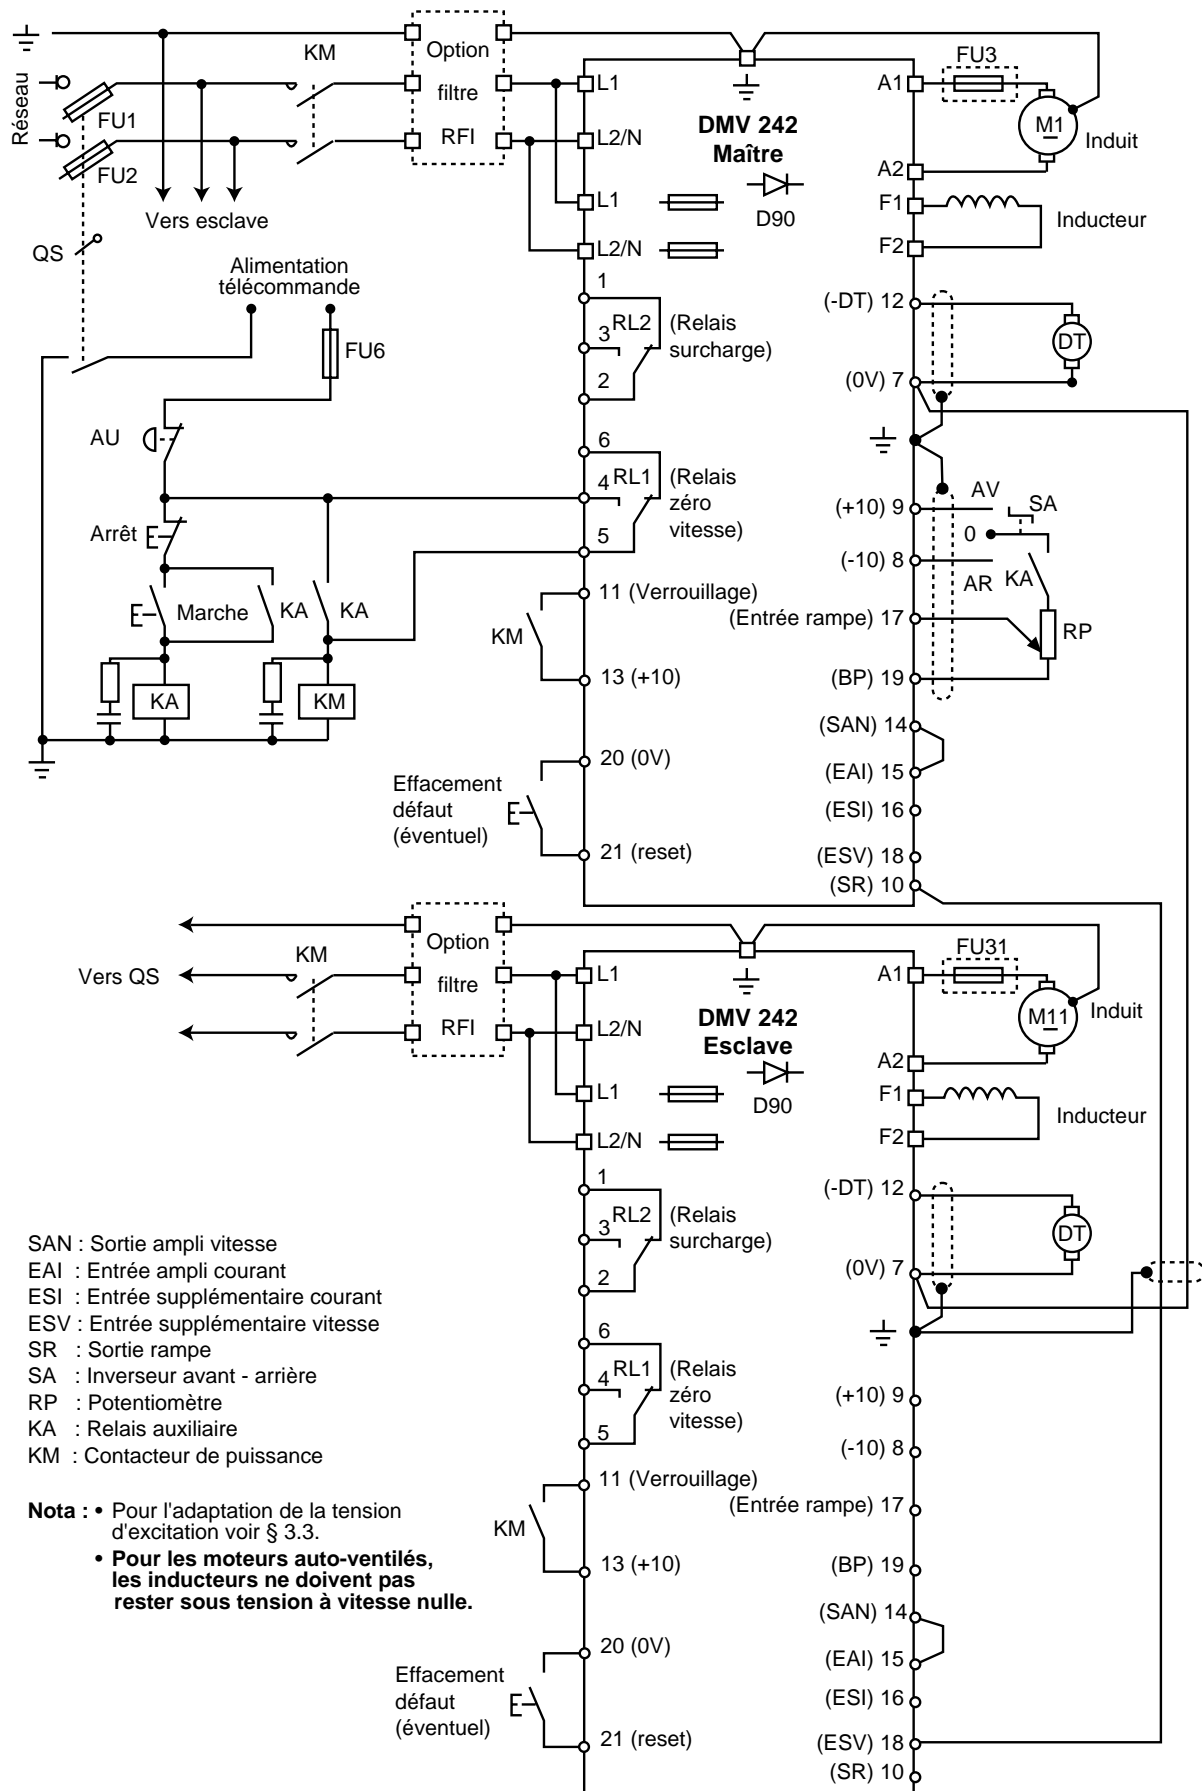 Réseau
FU1
FU2
KM
Option
filtre
RFI
L1
L2/N
L1
L2/N
DMV 242
Maître
D90
A1
FU3
M1
Induit
A2
F1
F2
Inducteur
Vers esclave
QS
Alimentation
télécommande
FU6
1
3 RL2 (Relais
surcharge)
2
(-DT) 12
DT
(0V) 7
AU
6
4 RL1 (Relais
zéro
vitesse)
5
Arrêt
Marche
KA
KA
KA
KM
(+10) 9
AV
SA
0
(-10) 8
AR
KA
11 (Verrouillage)
(Entrée rampe) 17
RP
KM
13 (+10)
(BP) 19
(SAN) 14
20 (0V)
(EAI) 15
Effacement
défaut
(éventuel)
(ESI) 16
21 (reset)
(ESV) 18
(SR) 10
Vers QS
KM
Option
filtre
RFI
L1
L2/N
L1
L2/N
DMV 242
Esclave
D90
A1
FU31
M11
Induit
A2
F1
F2
Inducteur
1
3 RL2 (Relais
surcharge)
2
(-DT) 12
DT
(0V) 7
6
4 RL1 (Relais
zéro
vitesse)
5
(+10) 9
(-10) 8
11 (Verrouillage)
(Entrée rampe) 17
KM
13 (+10)
(BP) 19
(SAN) 14
20 (0V)
(EAI) 15
Effacement
défaut
(éventuel)
(ESI) 16
21 (reset)
(ESV) 18
(SR) 10
SAN : Sortie ampli vitesse
EAI : Entrée ampli courant
ESI : Entrée supplémentaire courant
ESV : Entrée supplémentaire vitesse
SR : Sortie rampe
SA : Inverseur avant - arrière
RP : Potentiomètre
KA : Relais auxiliaire
KM : Contacteur de puissance
Nota : • Pour l'adaptation de la tension
d'excitation voir § 3.3.
• Pour les moteurs auto-ventilés,
les inducteurs ne doivent pas
rester sous tension à vitesse nulle.